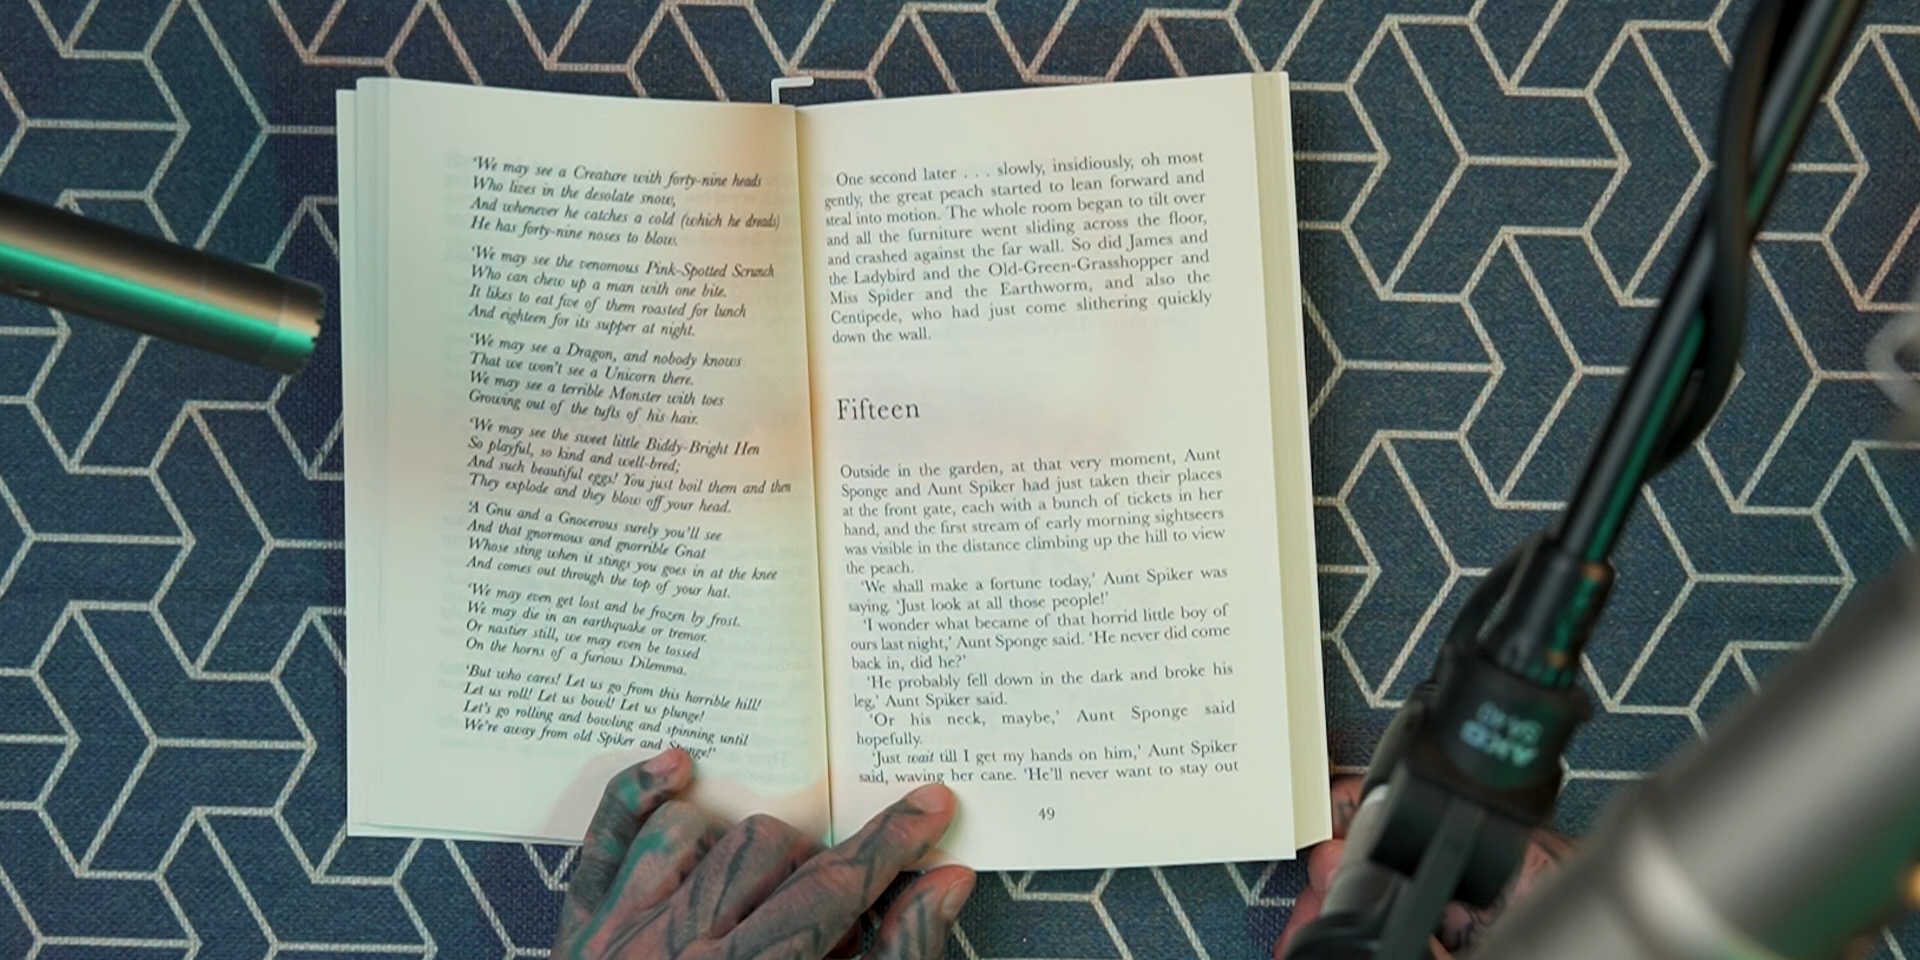 'We may see a Creature with forty-nine heads
Who lives in the desolate snow,
And whenever he catches a cold (which he dreads)
He has forty-nine noses to blow.
'We may see the venomous Pink-Spotted Scrunch
Who can chew up a man with one bite.
It likes to eat five of them roasted for lunch
And eighteen for its supper at night.
'We may see a Dragon, and nobody knows
That we won't see a Unicorn there.
We may see a terrible Monster with toes
Growing out of the tufts of his hair.
'We may see the sweet little Biddy-Bright Hen
So playful, so kind and well-bred;
And such beautiful eggs! You just boil them and then
They explode and they blow off your head.
'A Gnu and a Gnocerous surely you'll see
And that gnormous and gnorrible Gnat
Whose sting when it stings you goes in at the knee
And comes out through the top of your hat.
'We may even get lost and be frozen by frost.
We may die in an earthquake or tremor.
Or nastier still, we may even be tossed
On the horns of a furious Dilemma.
'But who cares! Let us go from this horrible hill!
Let us roll! Let us bowl! Let us plunge!
Let's go rolling and bowling and spinning until
We're away from old Spiker and Sponge!'
One second later . . . slowly, insidiously, oh most
gently, the great peach started to lean forward and
steal into motion. The whole room began to tilt over
and all the furniture went sliding across the floor,
and crashed against the far wall. So did James and
the Ladybird and the Old-Green-Grasshopper and
Miss Spider and the Earthworm, and also the
Centipede, who had just come slithering quickly
down the wall.
Fifteen
Outside in the garden, at that very moment, Aunt
Sponge and Aunt Spiker had just taken their places
at the front gate, each with a bunch of tickets in her
hand, and the first stream of early morning sightseers
was visible in the distance climbing up the hill to view
the peach.
'We shall make a fortune today,' Aunt Spiker was
saying. 'Just look at all those people!'
'I wonder what became of that horrid little boy of
ours last night,' Aunt Sponge said. 'He never did come
back in, did he?'
'He probably fell down in the dark and broke his
leg,' Aunt Spiker said.
'Or his neck, maybe,' Aunt Sponge said
hopefully.
'Just wait till I get my hands on him,' Aunt Spiker
said, waving her cane. 'He'll never want to stay out
49
AKG